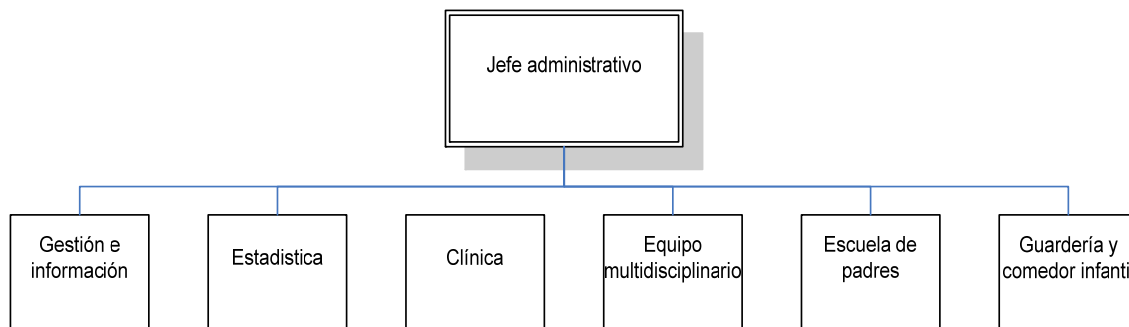 Jefe administrativo
Gestión e
información
Estadistica
Clínica
Equipo
multidisciplinario
Escuela de
padres
Guardería y
comedor infanti